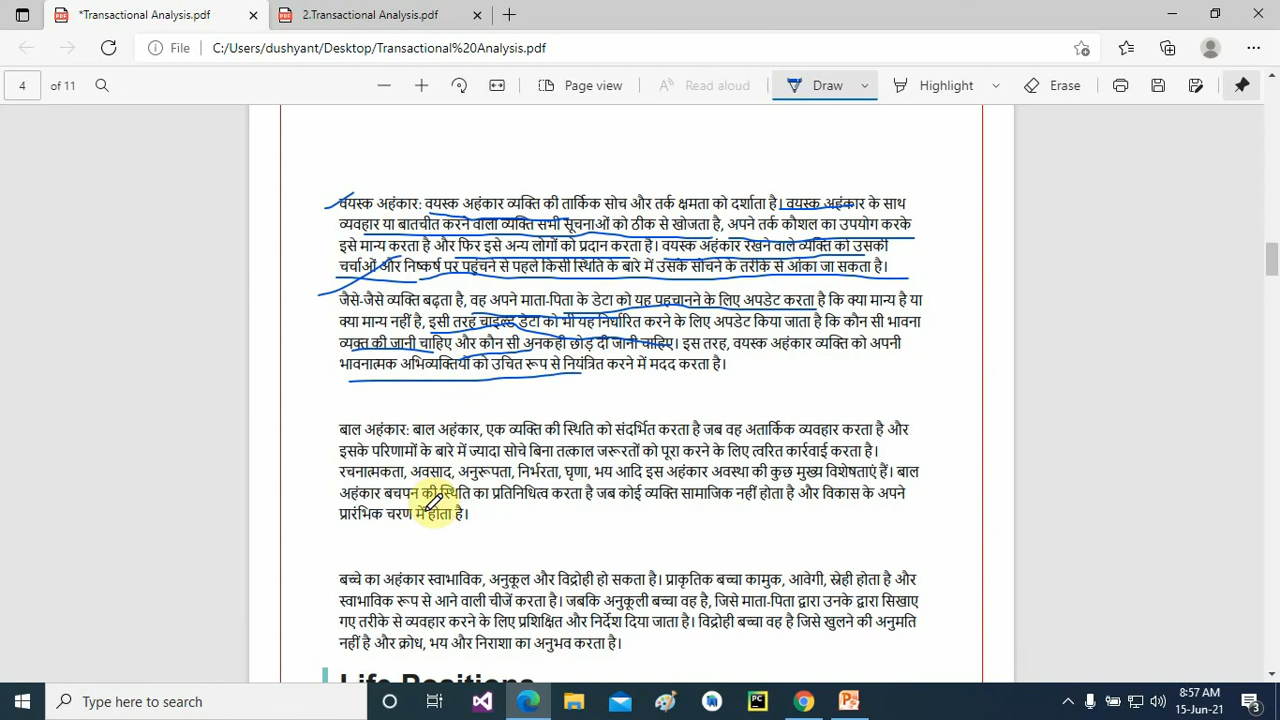 *Transactional Analysis.pdf
2.Transactional Analysis.pdf
File
C:/Users/dushyant/Desktop/Transactional%20Analysis.pdf
4 of 11
Page view
Read aloud
Draw
Highlight
Erase
वयस्क अहंकार: वयस्क अहंकार व्यक्ति की तार्किक सोच और तर्क क्षमता को दर्शाता है। वयस्क अहंकार के साथ
व्यवहार या बातचीत करने वाला व्यक्ति सभी सूचनाओं को ठीक से खोजता है, अपने तर्क कौशल का उपयोग करके
इसे मान्य करता है और फिर इसे अन्य लोगों को प्रदान करता है। वयस्क अहंकार रखने वाले व्यक्ति को उसकी
चर्चाओं और निष्कर्ष पर पहुंचने से पहले किसी स्थिति के बारे में उसके सोचने के तरीके से आंका जा सकता है।
जैसे-जैसे व्यक्ति बढ़ता है, वह अपने माता-पिता के डेटा को यह पहचानने के लिए अपडेट करता है कि क्या मान्य है या
क्या मान्य नहीं है, इसी तरह चाइल्ड डेटा को भी यह निर्धारित करने के लिए अपडेट किया जाता है कि कौन सी भावना
व्यक्त की जानी चाहिए और कौन सी अनकही छोड़ दी जानी चाहिए। इस तरह, वयस्क अहंकार व्यक्ति को अपनी
भावनात्मक अभिव्यक्तियों को उचित रूप से नियंत्रित करने में मदद करता है।
बाल अहंकार: बाल अहंकार, एक व्यक्ति की स्थिति को संदर्भित करता है जब वह अतार्किक व्यवहार करता है और
इसके परिणामों के बारे में ज्यादा सोचे बिना तत्काल जरूरतों को पूरा करने के लिए त्वरित कार्रवाई करता है।
रचनात्मकता, अवसाद, अनुरूपता, निर्भरता, घृणा, भय आदि इस अहंकार अवस्था की कुछ मुख्य विशेषताएं हैं। बाल
अहंकार बचपन की स्थिति का प्रतिनिधित्व करता है जब कोई व्यक्ति सामाजिक नहीं होता है और विकास के अपने
प्रारंभिक चरण में होता है।
बच्चे का अहंकार स्वाभाविक, अनुकूल और विद्रोही हो सकता है। प्राकृतिक बच्चा कामुक, आवेगी, स्नेही होता है और
स्वाभाविक रूप से आने वाली चीजें करता है। जबकि अनुकूली बच्चा वह है, जिसे माता-पिता द्वारा उनके द्वारा सिखाए
गए तरीके से व्यवहार करने के लिए प्रशिक्षित और निर्देश दिया जाता है। विद्रोही बच्चा वह है जिसे खुलने की अनुमति
नहीं है और क्रोध, भय और निराशा का अनुभव करता है।
Life Positions
Type here to search
8:57 AM
15-Jun-21
3